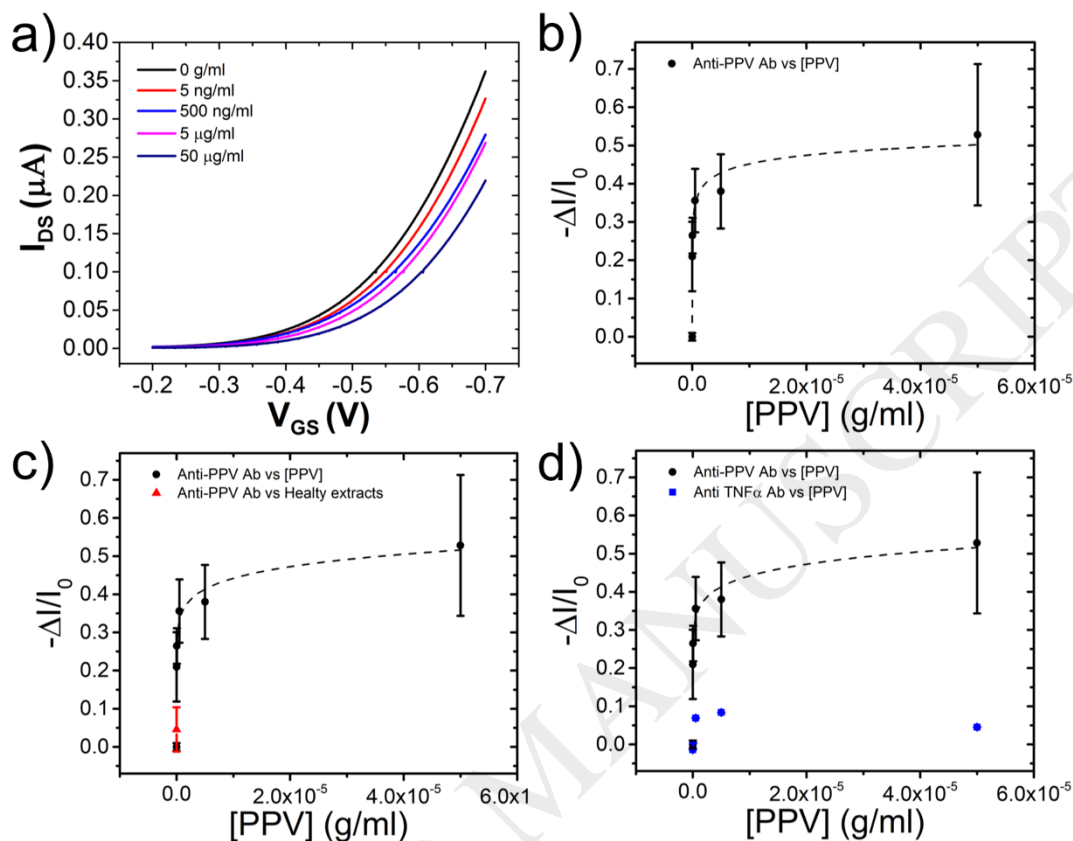 a)
0.40
0.35
0.30
0.25
0.20
0.15
0.10
0.05
0.00
I_DS (μA)
0 g/ml
5 ng/ml
500 ng/ml
5 μg/ml
50 μg/ml
-0.2 -0.3 -0.4 -0.5 -0.6 -0.7
V_GS (V)
b)
Anti-PPV Ab vs [PPV]
0.7
0.6
0.5
0.4
0.3
0.2
0.1
0.0
-ΔI/I_0
0.0 2.0x10^-5 4.0x10^-5 6.0x10^-5
[PPV] (g/ml)
c)
Anti-PPV Ab vs [PPV]
Anti-PPV Ab vs Healty extracts
0.7
0.6
0.5
0.4
0.3
0.2
0.1
0.0
-ΔI/I_0
0.0 2.0x10^-5 4.0x10^-5 6.0x1
[PPV] (g/ml)
d)
Anti-PPV Ab vs [PPV]
Anti TNFα Ab vs [PPV]
0.7
0.6
0.5
0.4
0.3
0.2
0.1
0.0
-ΔI/I_0
0.0 2.0x10^-5 4.0x10^-5 6.0x10^-5
[PPV] (g/ml)
MANUSCRIPT